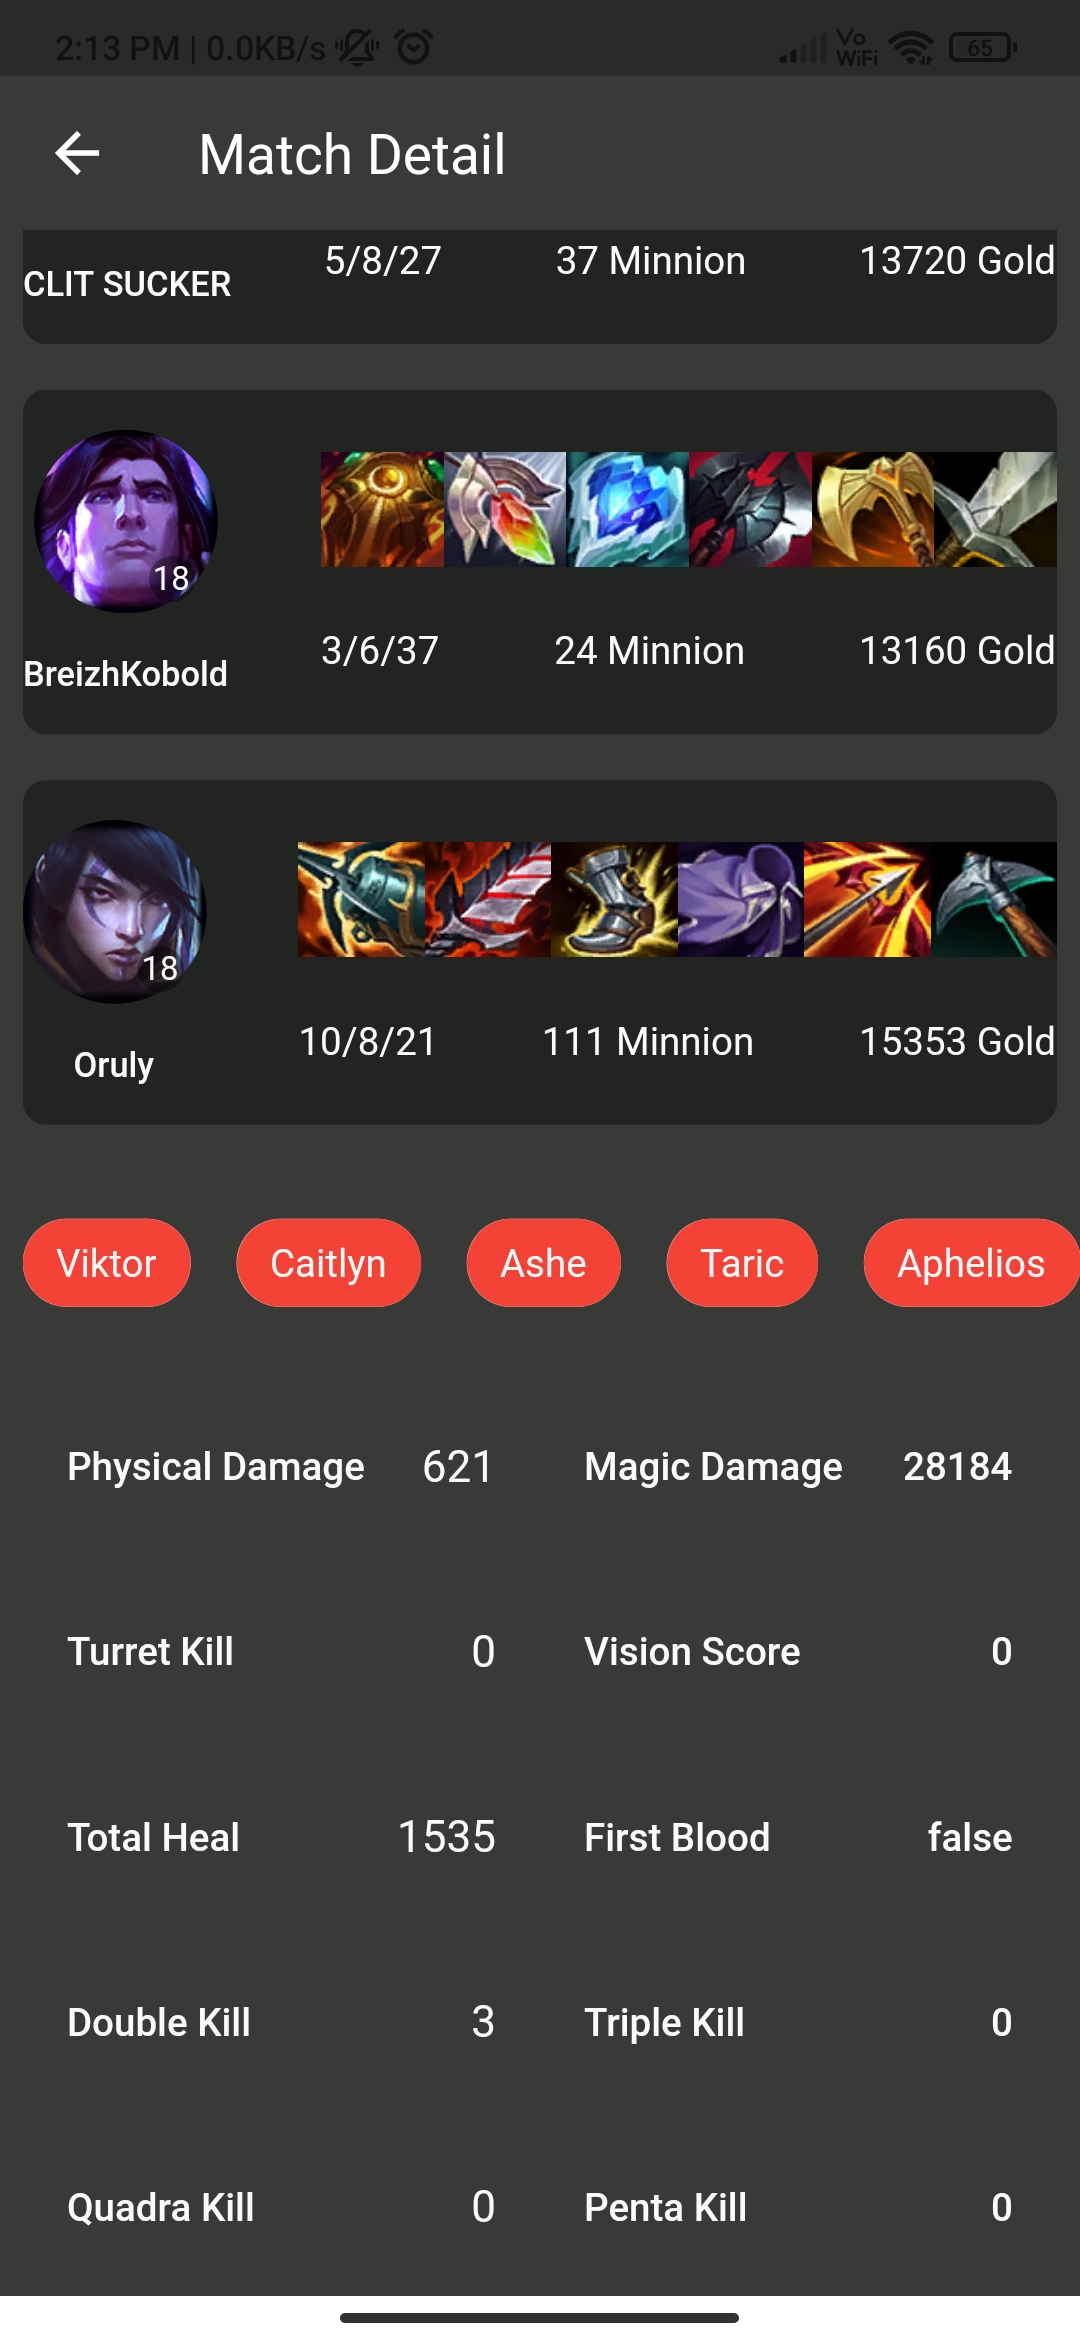 2:13 PM | 0.0KB/s
Vo WiFi
65
Match Detail
5/8/27 37 Minnion 13720 Gold
CLIT SUCKER
18
3/6/37 24 Minnion 13160 Gold
BreizhKobold
18
10/8/21 111 Minnion 15353 Gold
Oruly
Viktor Caitlyn Ashe Taric Aphelios
Physical Damage 621 Magic Damage 28184
Turret Kill 0 Vision Score 0
Total Heal 1535 First Blood false
Double Kill 3 Triple Kill 0
Quadra Kill 0 Penta Kill 0